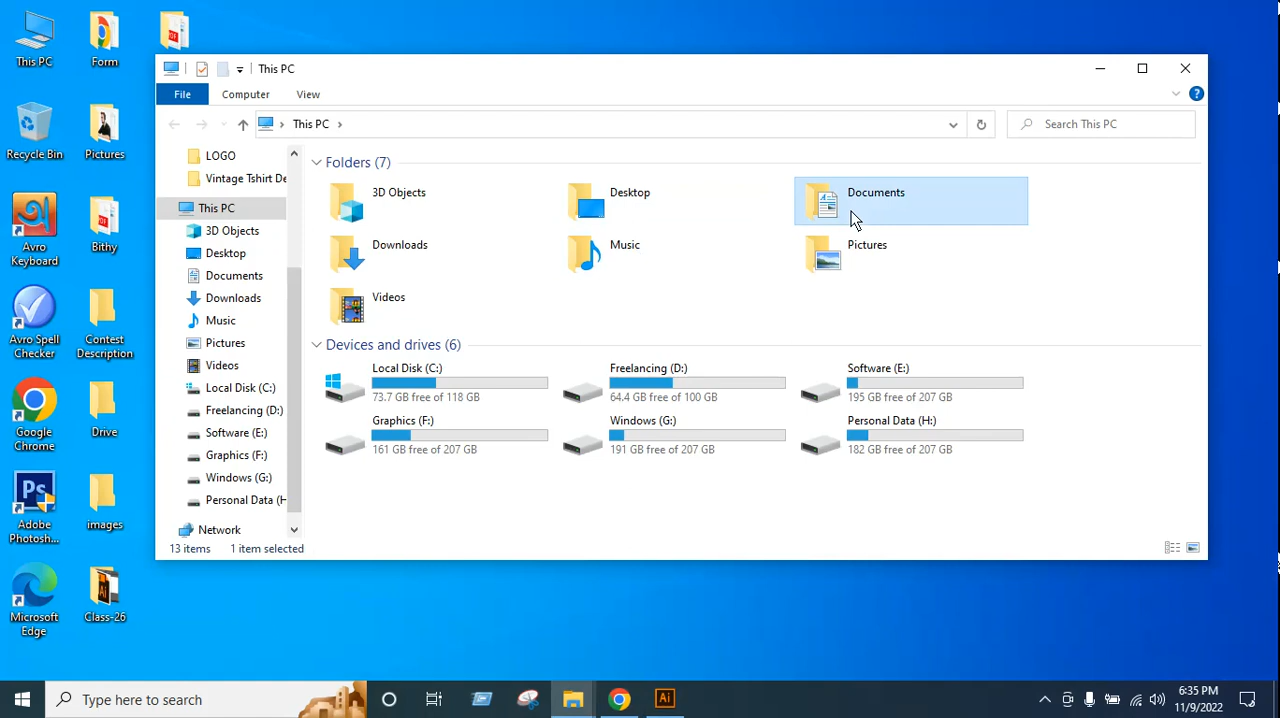 This PC
Form
This PC
File
Computer
View
This PC
Search This PC
Recycle Bin
Pictures
Avro
Keyboard
Bithy
Avro Spell
Checker
Contest
Description
Google
Chrome
Drive
Ps
Adobe
Photosh...
images
Microsoft
Edge
Ai
Class-26
LOGO
Vintage Tshirt De
This PC
3D Objects
Desktop
Documents
Downloads
Music
Pictures
Videos
Local Disk (C:)
Freelancing (D:)
Software (E:)
Graphics (F:)
Windows (G:)
Personal Data (H
Network
Folders (7)
3D Objects
Desktop
Documents
Downloads
Music
Pictures
Videos
Devices and drives (6)
Local Disk (C:)
73.7 GB free of 118 GB
Freelancing (D:)
64.4 GB free of 100 GB
Software (E:)
195 GB free of 207 GB
Graphics (F:)
161 GB free of 207 GB
Windows (G:)
191 GB free of 207 GB
Personal Data (H:)
182 GB free of 207 GB
13 items
1 item selected
Type here to search
Ai
8:35 PM
11/9/2022